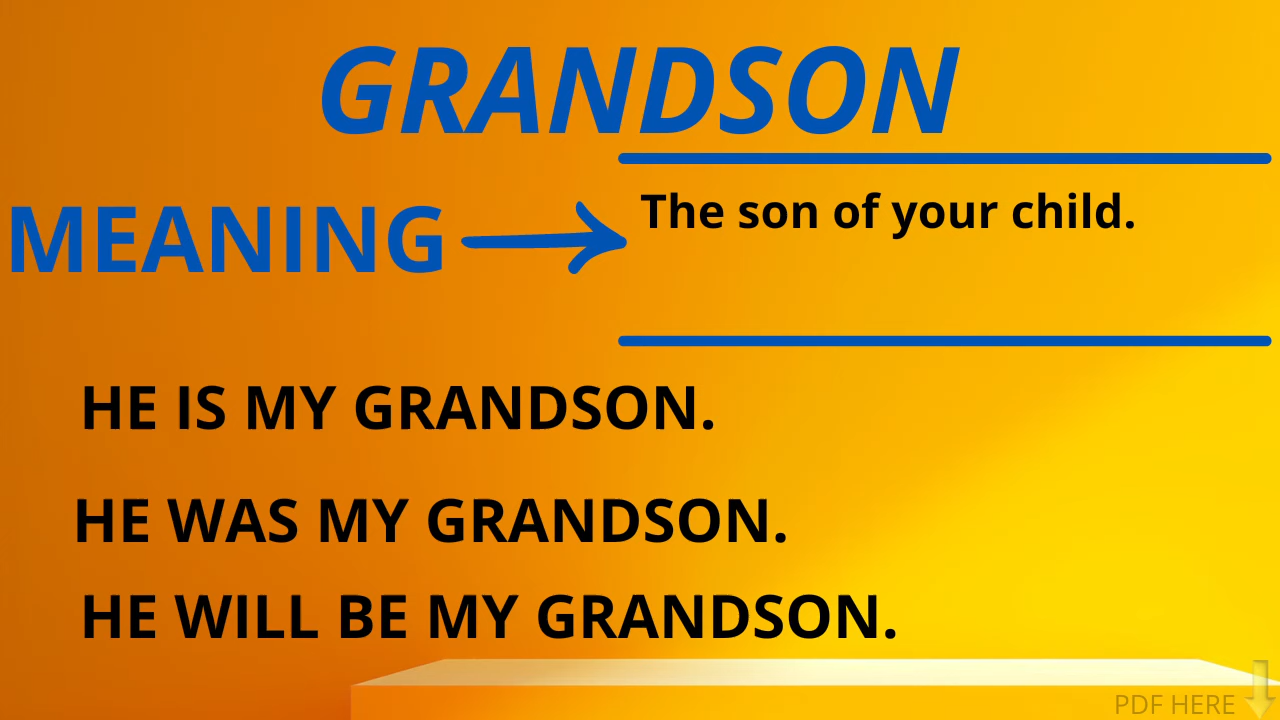 GRANDSON
MEANING
The son of your child.
HE IS MY GRANDSON.
HE WAS MY GRANDSON.
HE WILL BE MY GRANDSON.
PDF HERE